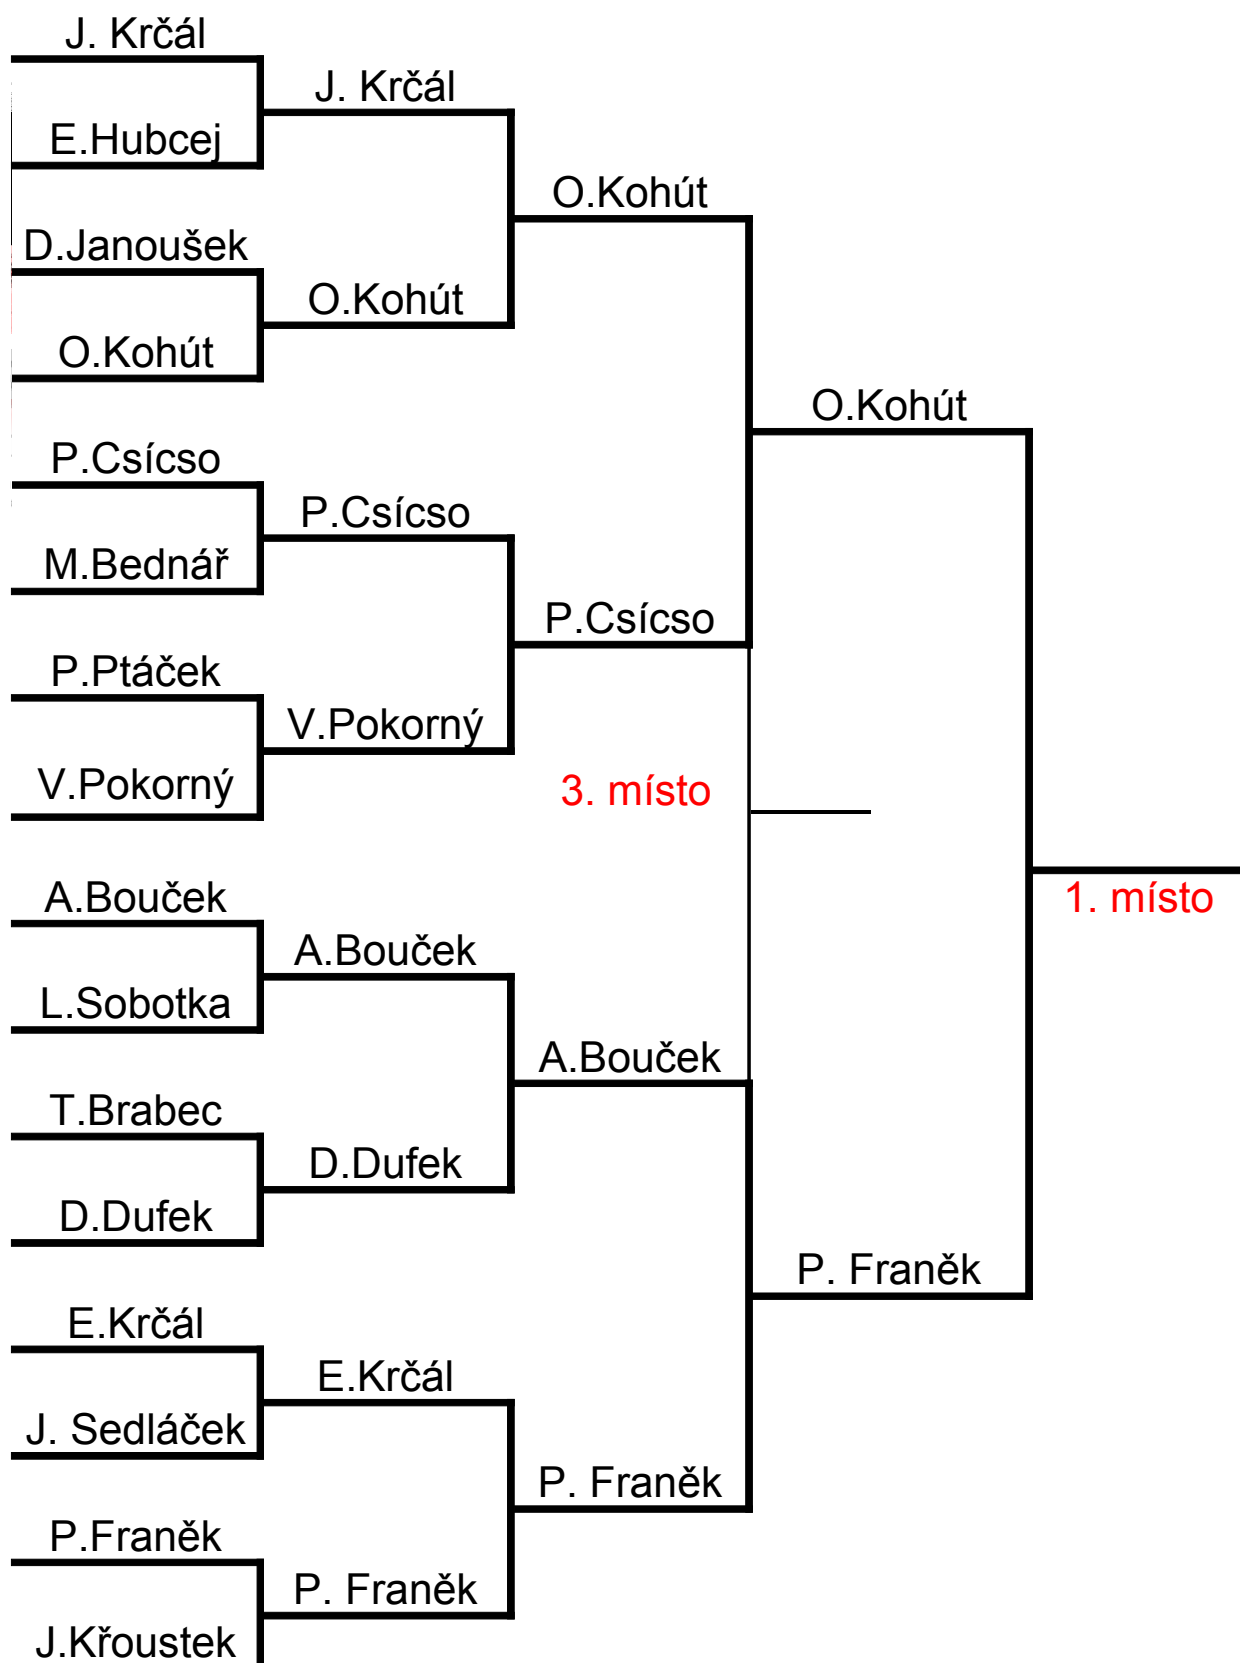 J. Krčál
J. Krčál
E.Hubcej
O.Kohút
D.Janoušek
O.Kohút
O.Kohút
O.Kohút
P.Csícso
P.Csícso
M.Bednář
P.Csícso
P.Ptáček
V.Pokorný
V.Pokorný
3. místo
A.Bouček
1. místo
A.Bouček
L.Sobotka
A.Bouček
T.Brabec
D.Dufek
D.Dufek
P. Franěk
E.Krčál
E.Krčál
J. Sedláček
P. Franěk
P.Franěk
P. Franěk
J.Křoustek